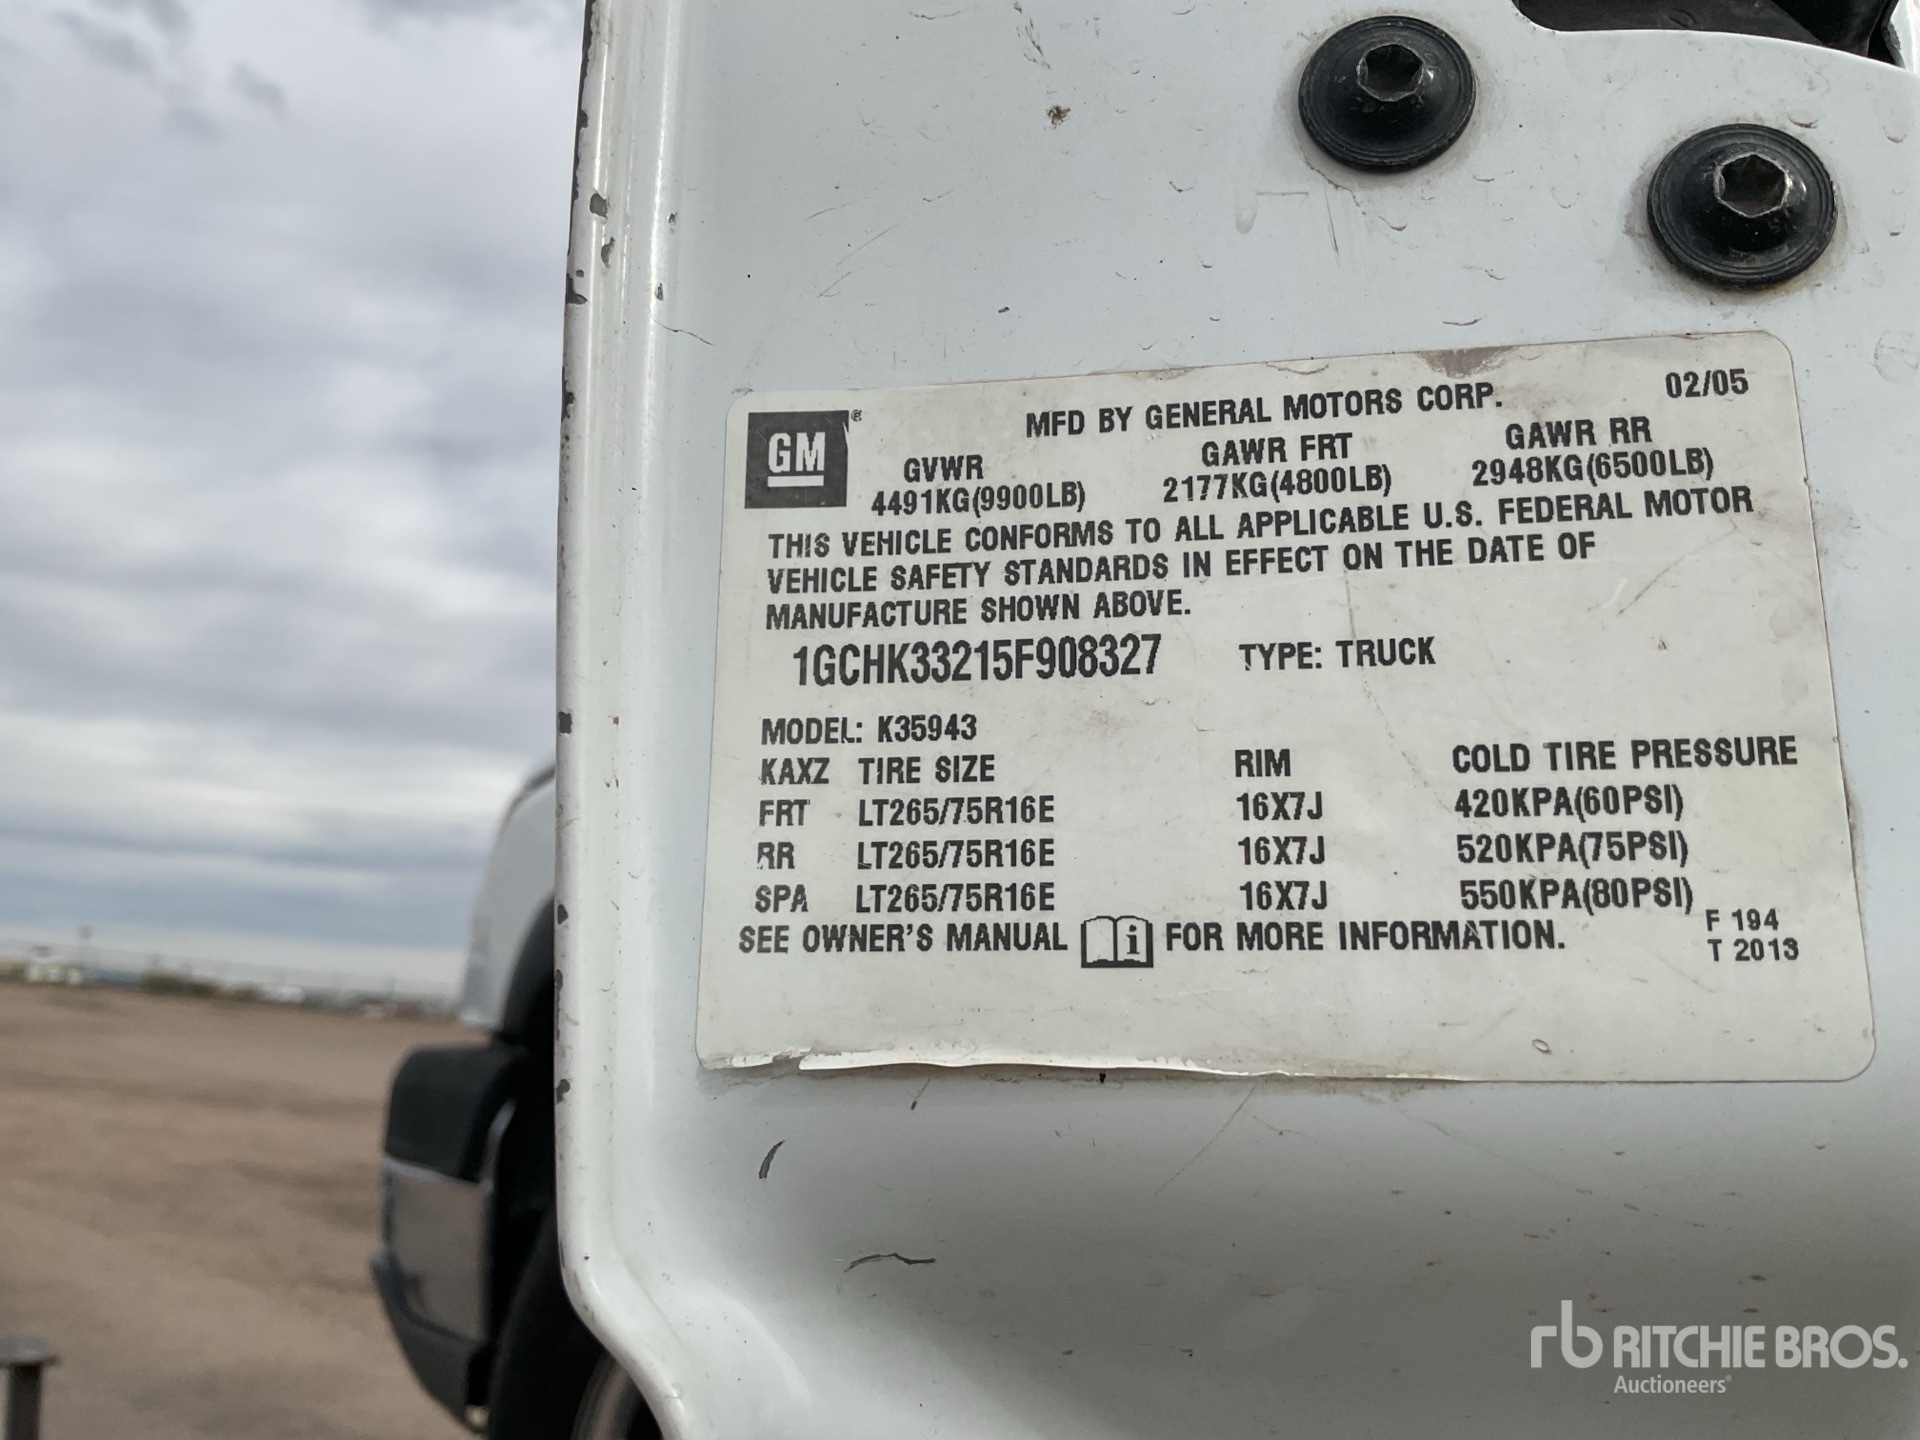 MFD BY GENERAL MOTORS CORP. 02/05
GM
GVWR GAWR FRT GAWR RR
4491KG(9900LB) 2177KG(4800LB) 2948KG(6500LB)
THIS VEHICLE CONFORMS TO ALL APPLICABLE U.S. FEDERAL MOTOR
VEHICLE SAFETY STANDARDS IN EFFECT ON THE DATE OF
MANUFACTURE SHOWN ABOVE.
1GCHK33215F908327 TYPE: TRUCK
MODEL: K35943
KAXZ TIRE SIZE RIM COLD TIRE PRESSURE
FRT LT265/75R16E 16X7J 420KPA(60PSI)
RR LT265/75R16E 16X7J 520KPA(75PSI)
SPA LT265/75R16E 16X7J 550KPA(80PSI)
SEE OWNER'S MANUAL i FOR MORE INFORMATION.
F 194
T 2013
rb RITCHIE BROS.
Auctioneers